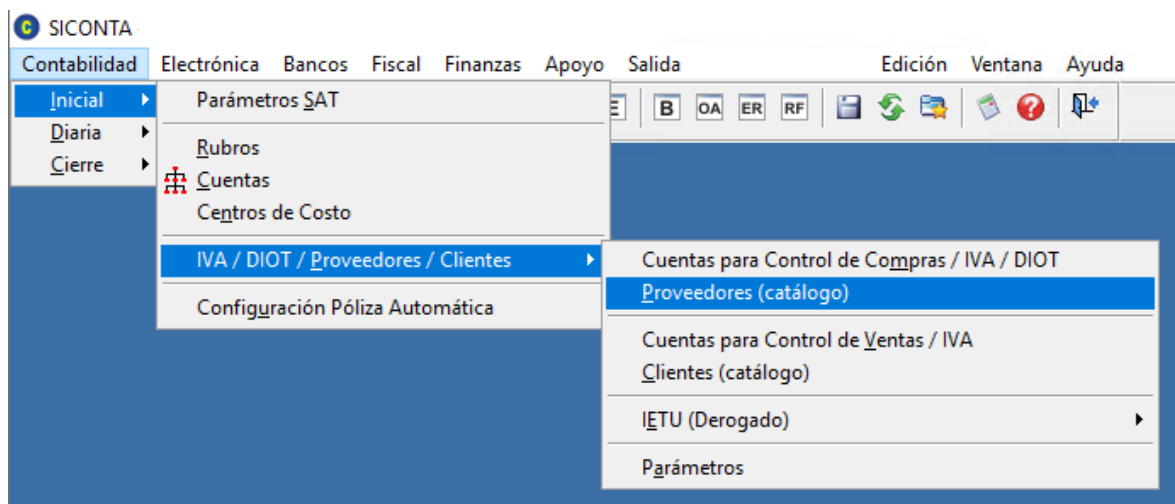 SICONTA
Contabilidad Electrónica Bancos Fiscal Finanzas Apoyo Salida Edición Ventana Ayuda
Inicial
Diaria
Cierre
Parámetros SAT
Rubros
Cuentas
Centros de Costo
IVA / DIOT / Proveedores / Clientes
Configuración Póliza Automática
B OA ER RF
Cuentas para Control de Compras / IVA / DIOT
Proveedores (catálogo)
Cuentas para Control de Ventas / IVA
Clientes (catálogo)
IETU (Derogado)
Parámetros